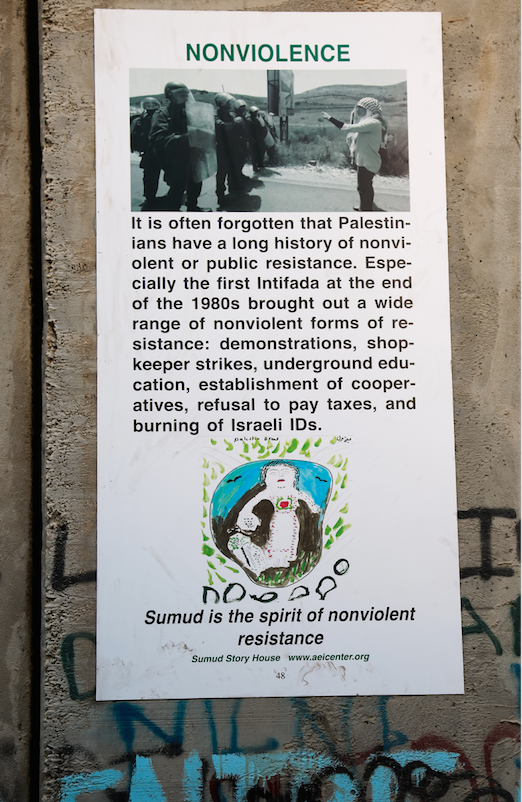 NONVIOLENCE
It is often forgotten that Palestin-
ians have a long history of nonvi-
olent or public resistance. Espe-
cially the first Intifada at the end
of the 1980s brought out a wide
range of nonviolent forms of re-
sistance: demonstrations, shop-
keeper strikes, underground edu-
cation, establishment of cooper-
atives, refusal to pay taxes, and
burning of Israeli IDs.
Sumud is the spirit of nonviolent
resistance
Sumud Story House www.aeicenter.org
48